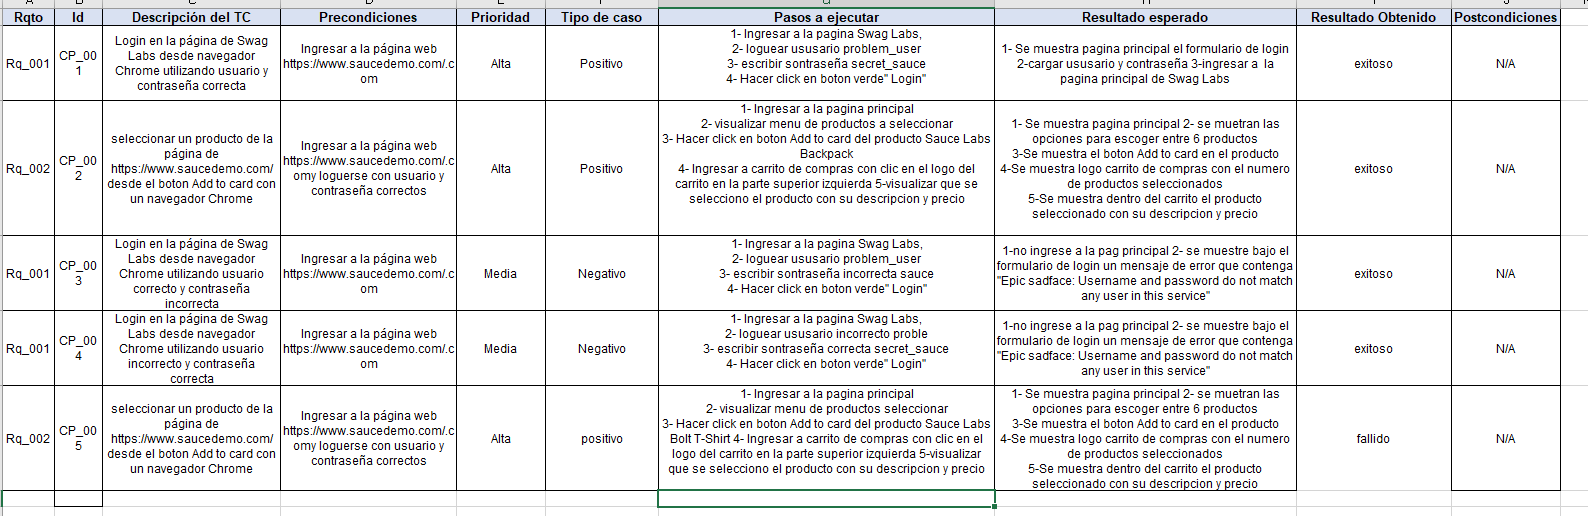 Rqto Id Descripción del TC Precondiciones Prioridad Tipo de caso Pasos a ejecutar Resultado esperado Resultado Obtenido Postcondiciones
Rq_001
CP_00
1
Login en la página de Swag
Labs desde navegador
Chrome utilizando usuario y
contraseña correcta
Ingresar a la página web
https://www.saucedemo.com/.c
om
Alta
Positivo
1- Ingresar a la pagina Swag Labs,
2- loguear ususario problem_user
3- escribir sontraseña secret_sauce
4- Hacer click en boton verde" Login"
1- Se muestra pagina principal el formulario de login
2-cargar ususario y contraseña 3-ingresar a  la
pagina principal de Swag Labs
exitoso
N/A
Rq_002
CP_00
2
seleccionar un producto de la
página de
https://www.saucedemo.com/
desde el boton Add to card con
un navegador Chrome
Ingresar a la página web
https://www.saucedemo.com/.c
omy loguerse con usuario y
contraseña correctos
Alta
Positivo
1- Ingresar a la pagina principal
2- visualizar menu de productos a seleccionar
3- Hacer click en boton Add to card del producto Sauce Labs
Backpack
4- Ingresar a carrito de compras con clic en el logo del
carrito en la parte superior izquierda 5-visualizar que se
selecciono el producto con su descripcion y precio
1- Se muestra pagina principal 2- se muetran las
opciones para escoger entre 6 productos
3-Se muestra el boton Add to card en el producto
4-Se muestra logo carrito de compras con el numero
de productos seleccionados
5-Se muestra dentro del carrito el producto
seleccionado con su descripcion y precio
exitoso
N/A
Rq_001
CP_00
3
Login en la página de Swag
Labs desde navegador
Chrome utilizando usuario
correcto y contraseña
incorrecta
Ingresar a la página web
https://www.saucedemo.com/.c
om
Media
Negativo
1- Ingresar a la pagina Swag Labs,
2- loguear ususario problem_user
3- escribir sontraseña incorrecta sauce
4- Hacer click en boton verde" Login"
1-no ingrese a la pag principal 2- se muestre bajo el
formulario de login un mensaje de error que contenga
"Epic sadface: Username and password do not match
any user in this service"
exitoso
N/A
Rq_001
CP_00
4
Login en la página de Swag
Labs desde navegador
Chrome utilizando usuario
incorrecto y contraseña
correcta
Ingresar a la página web
https://www.saucedemo.com/.c
om
Media
Negativo
1- Ingresar a la pagina Swag Labs,
2- loguear ususario incorrecto proble
3- escribir sontraseña correcta secret_sauce
4- Hacer click en boton verde" Login"
1-no ingrese a la pag principal 2- se muestre bajo el
formulario de login un mensaje de error que contenga
"Epic sadface: Username and password do not match
any user in this service"
exitoso
N/A
Rq_002
CP_00
5
seleccionar un producto de la
página de
https://www.saucedemo.com/
desde el boton Add to card con
un navegador Chrome
Ingresar a la página web
https://www.saucedemo.com/.c
omy loguerse con usuario y
contraseña correctos
Alta
positivo
1- Ingresar a la pagina principal
2- visualizar menu de productos seleccionar
3- Hacer click en boton Add to card del producto Sauce Labs
Bolt T-Shirt 4- Ingresar a carrito de compras con clic en el
logo del carrito en la parte superior izquierda 5-visualizar
que se selecciono el producto con su descripcion y precio
1- Se muestra pagina principal 2- se muetran las
opciones para escoger entre 6 productos
3-Se muestra el boton Add to card en el producto
4-Se muestra logo carrito de compras con el numero
de productos seleccionados
5-Se muestra dentro del carrito el producto
seleccionado con su descripcion y precio
fallido
N/A